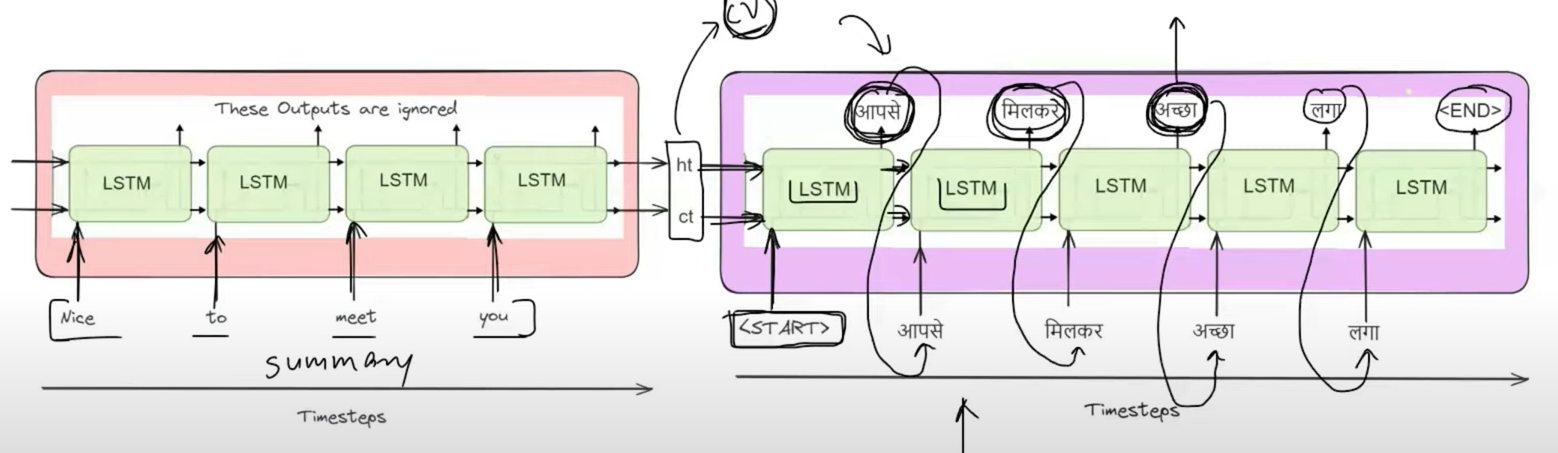 CV
These Outputs are ignored
आपसे मिलकर अच्छा लगा <END>
LSTM LSTM LSTM LSTM
ht
ct
LSTM LSTM LSTM LSTM LSTM
Nice to meet you
<START> आपसे मिलकर अच्छा लगा
summary
Timesteps
Timesteps